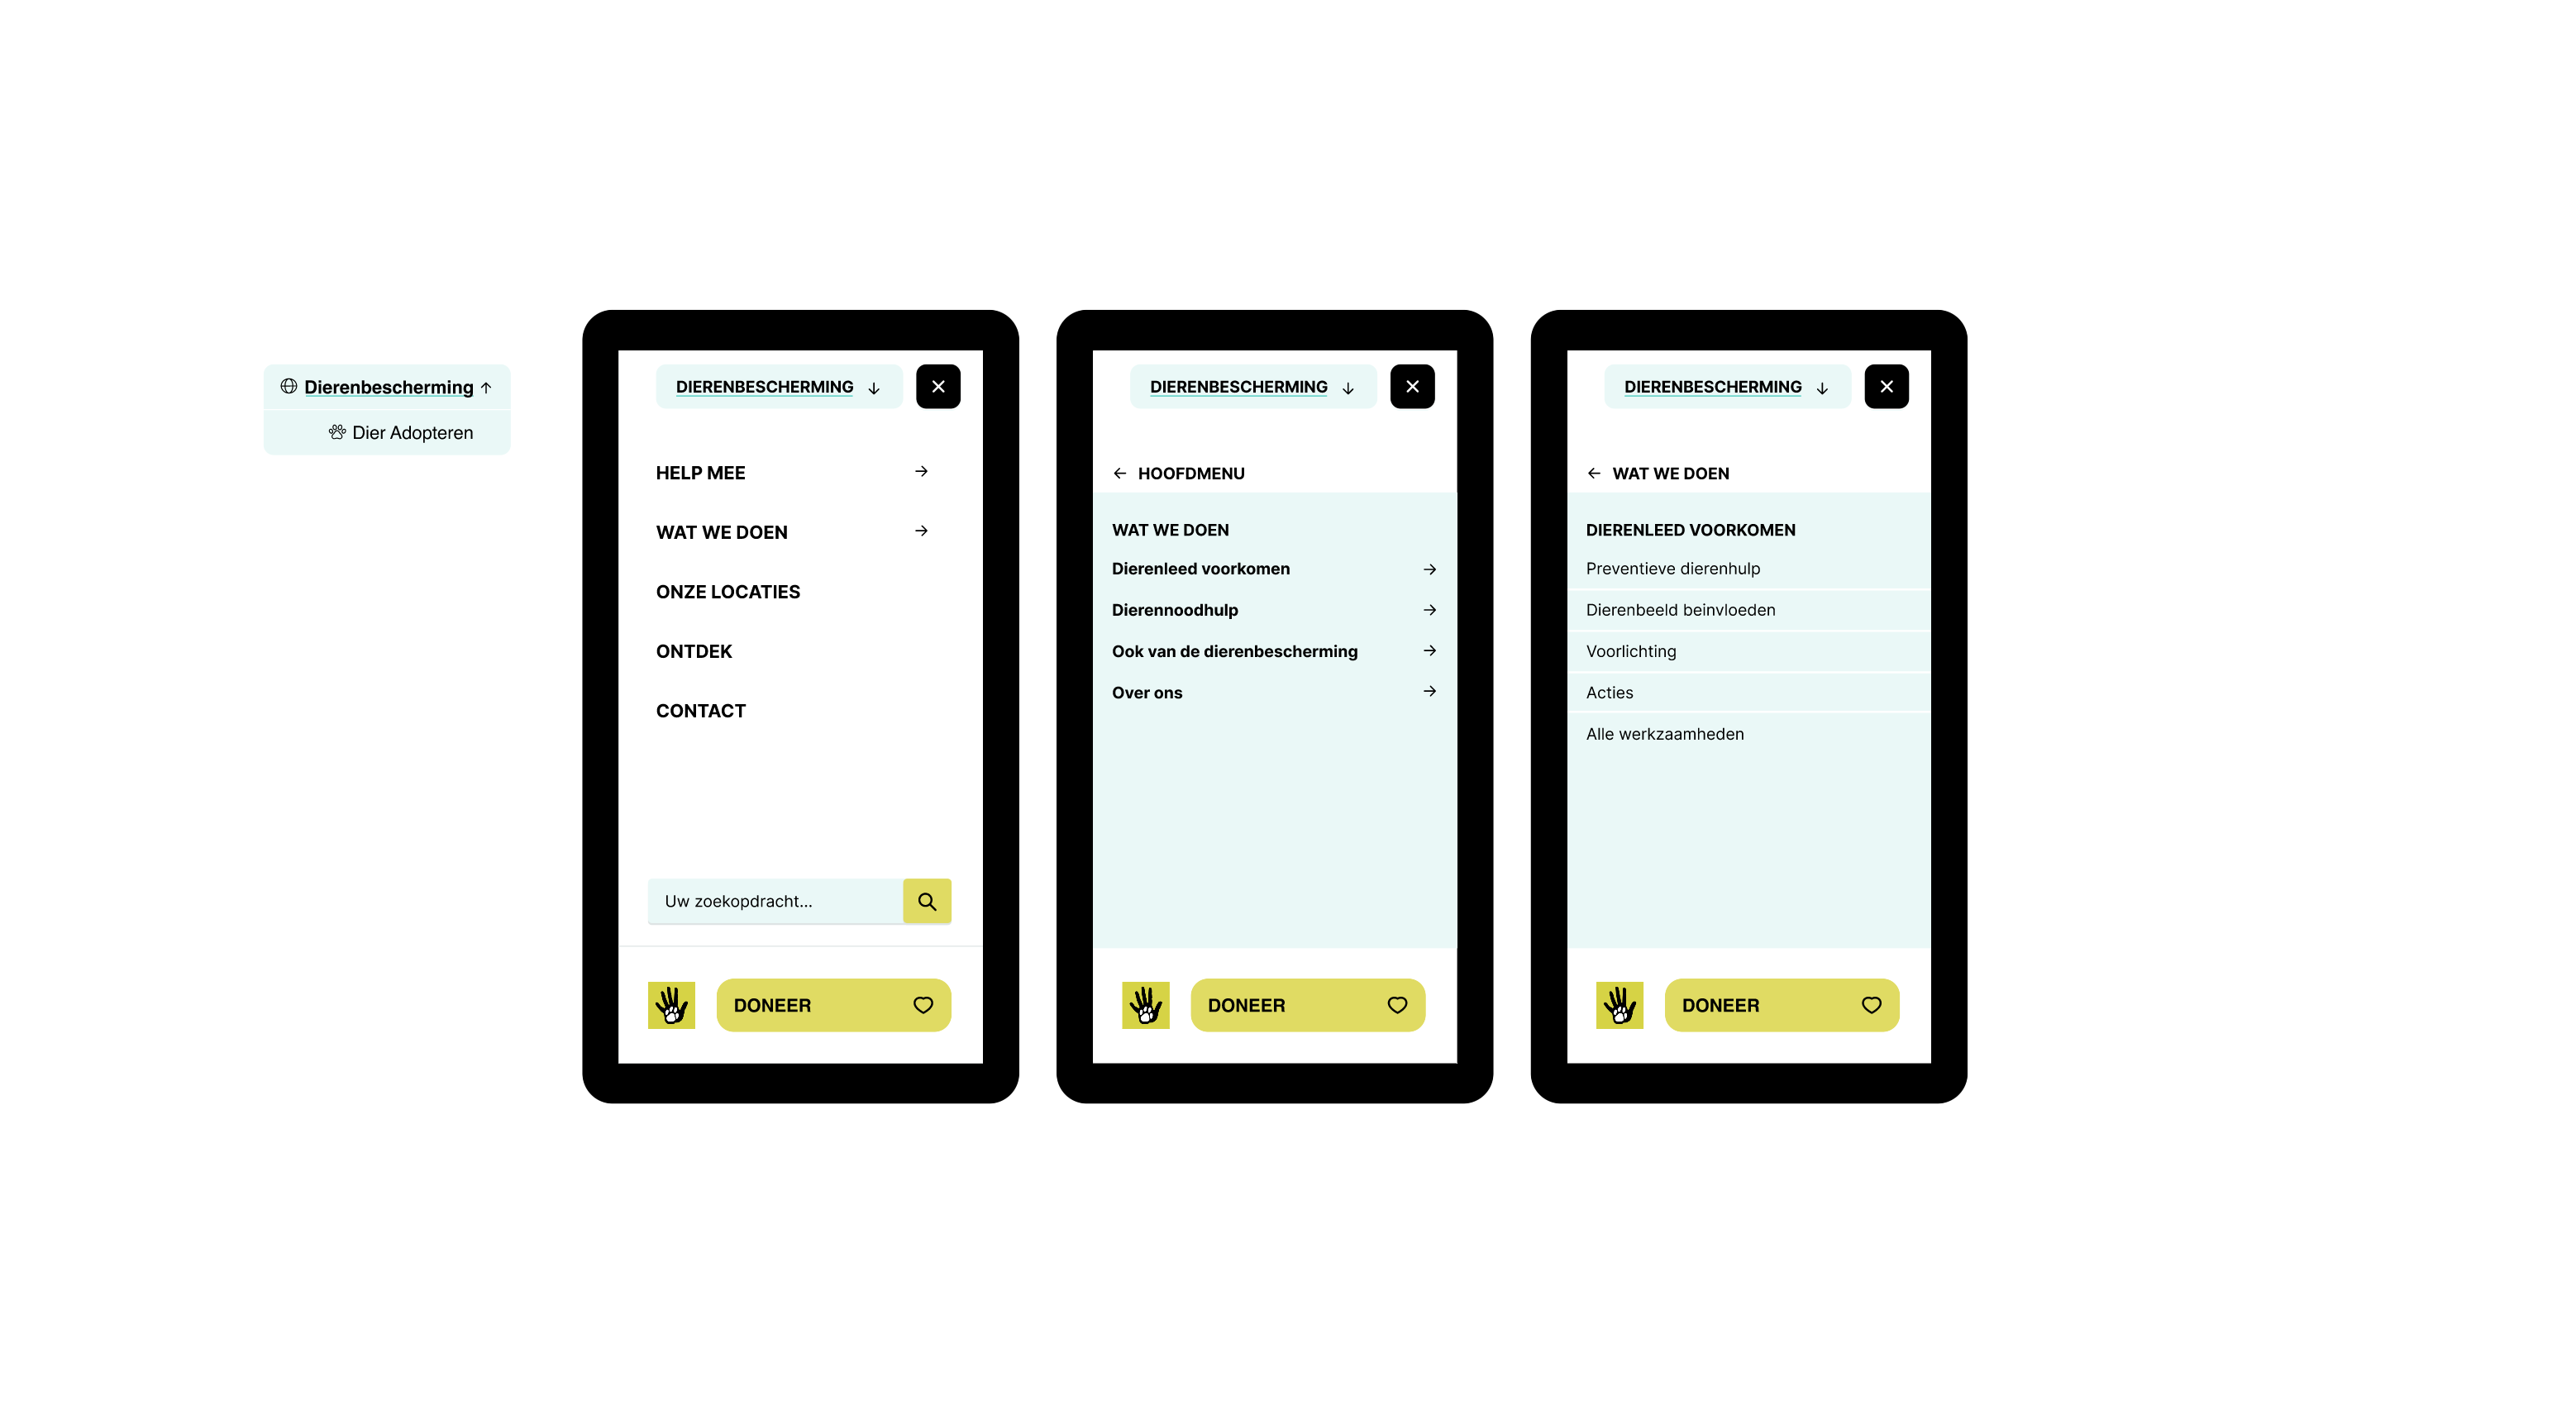 Dierenbescherming
Dier Adopteren
DIERENBESCHERMING
HELP MEE
WAT WE DOEN
ONZE LOCATIES
ONTDEK
CONTACT
Uw zoekopdracht...
DONEER
DIERENBESCHERMING
HOOFDMENU
WAT WE DOEN
Dierenleed voorkomen
Dierennoodhulp
Ook van de dierenbescherming
Over ons
DONEER
DIERENBESCHERMING
WAT WE DOEN
DIERENLEED VOORKOMEN
Preventieve dierenhulp
Dierenbeeld beinvloeden
Voorlichting
Acties
Alle werkzaamheden
DONEER